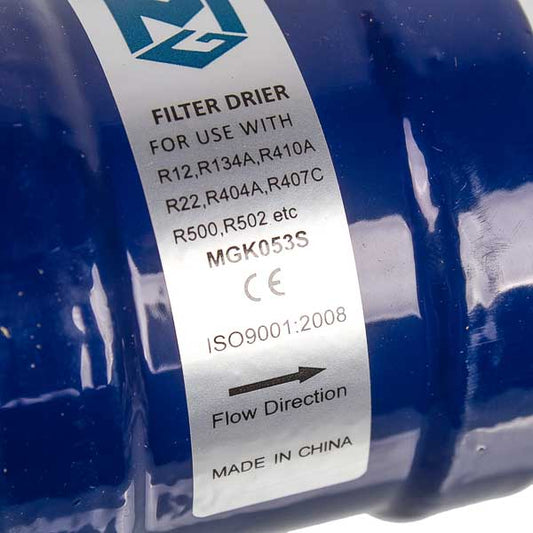 FILTER DRIER
FOR USE WITH
R12,R134A,R410A
R22,R404A,R407C
R500,R502 etc
MGK053S
CE
ISO9001:2008
Flow Direction
MADE IN CHINA